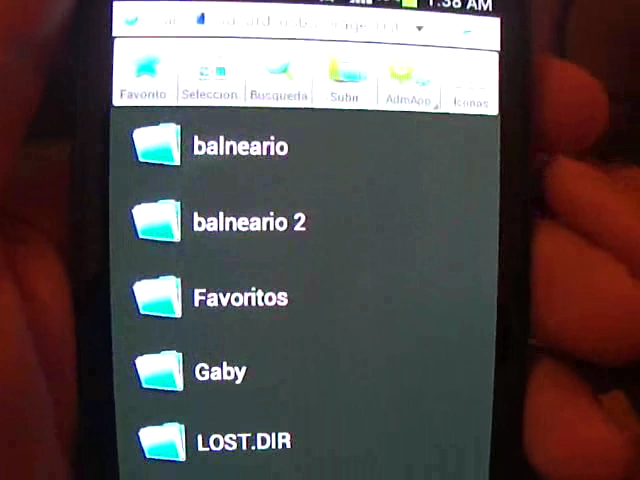 1:38 AM
Favorito Seleccion. Busqueda Subir AdmApp Iconos
balneario
balneario 2
Favoritos
Gaby
LOST.DIR